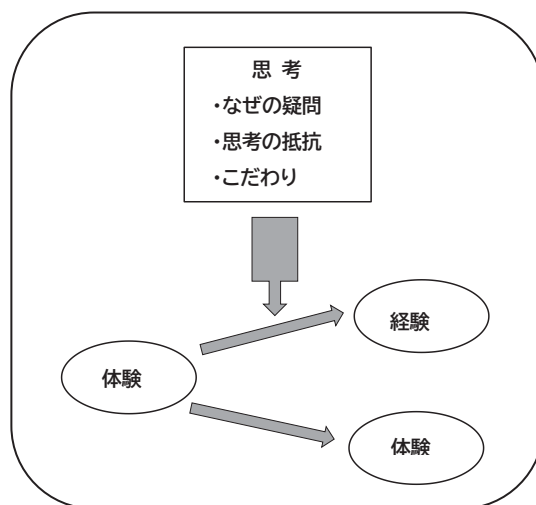 思 考
・なぜの疑問
・思考の抵抗
・こだわり
経験
体験
体験